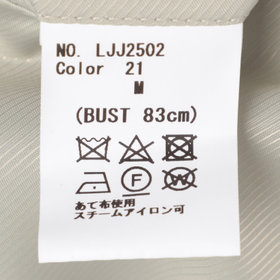 NO. LJJ2502
Color 21
M
(BUST 83cm)
F
あて布使用
スチームアイロン可